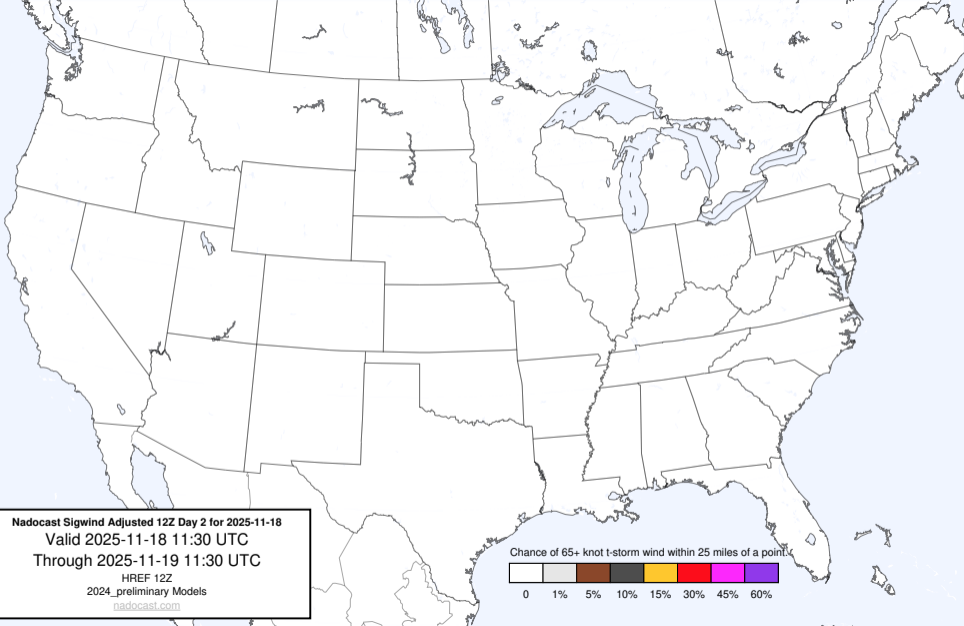 Nadocast Sigwind Adjusted 12Z Day 2 for 2025-11-18
Valid 2025-11-18 11:30 UTC
Through 2025-11-19 11:30 UTC
HREF 12Z
2024_preliminary Models
nadocast.com
Chance of 65+ knot t-storm wind within 25 miles of a point.
0 1% 5% 10% 15% 30% 45% 60%